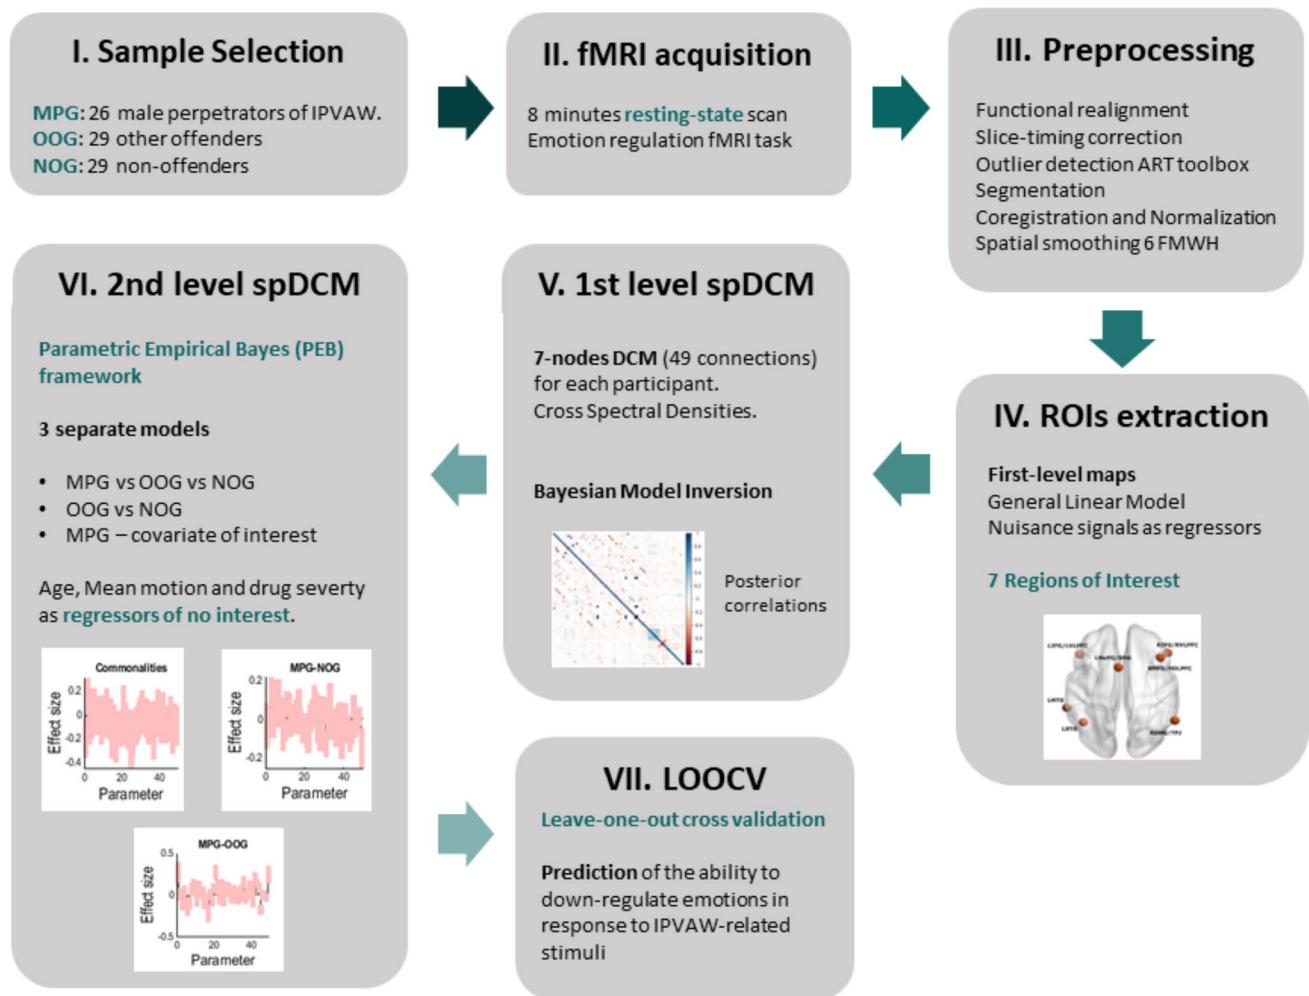 I. Sample Selection
MPG: 26 male perpetrators of IPVAW.
OOG: 29 other offenders
NOG: 29 non-offenders
II. fMRI acquisition
8 minutes resting-state scan
Emotion regulation fMRI task
III. Preprocessing
Functional realignment
Slice-timing correction
Outlier detection ART toolbox
Segmentation
Coregistration and Normalization
Spatial smoothing 6 FMWH
IV. ROIs extraction
First-level maps
General Linear Model
Nuisance signals as regressors
7 Regions of Interest
V. 1st level spDCM
7-nodes DCM (49 connections)
for each participant.
Cross Spectral Densities.
Bayesian Model Inversion
Posterior
correlations
VI. 2nd level spDCM
Parametric Empirical Bayes (PEB)
framework
3 separate models
• MPG vs OOG vs NOG
• OOG vs NOG
• MPG – covariate of interest
Age, Mean motion and drug severty
as regressors of no interest.
Commonalities
Effect size
0.2
0
-0.2
-0.4
0 20 40
Parameter
MPG-NOG
Effect size
0.2
0
-0.2
0 20 40
Parameter
MPG-OOG
Effect size
0.5
0
-0.5
0 20 40
Parameter
VII. LOOCV
Leave-one-out cross validation
Prediction of the ability to
down-regulate emotions in
response to IPVAW-related
stimuli